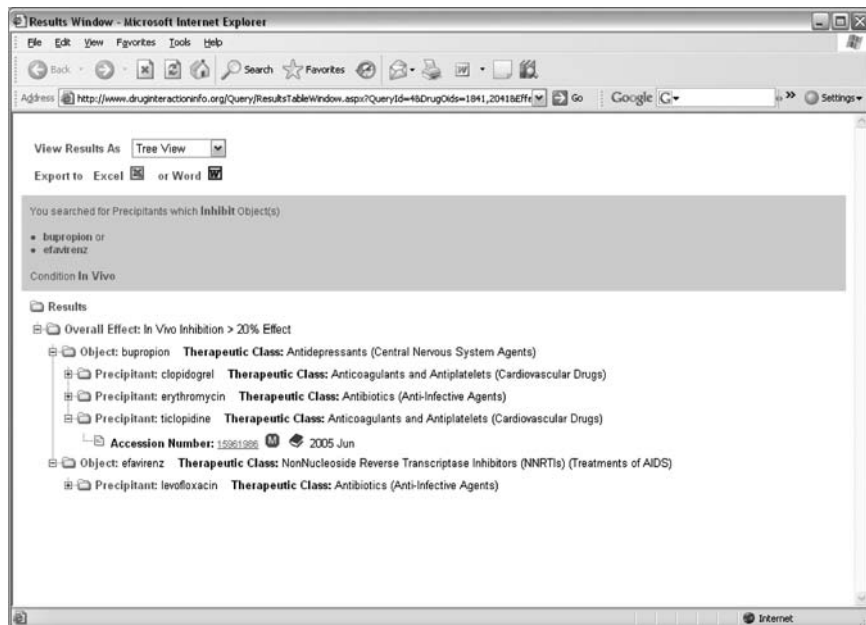 Results Window - Microsoft Internet Explorer
File Edit View Favorites Tools Help
Back Search Favorites
Address http://www.druginteractioninfo.org/Query/ResultsTableWindow.aspx?QueryId=4&DrugOids=1841,2041&Effe Go Google G Settings
View Results As Tree View
Export to Excel or Word W
You searched for Precipitants which Inhibit Object(s)
• bupropion or
• efavirenz
Condition In Vivo
Results
Overall Effect: In Vivo Inhibition > 20% Effect
Object: bupropion Therapeutic Class: Antidepressants (Central Nervous System Agents)
Precipitant: clopidogrel Therapeutic Class: Anticoagulants and Antiplatelets (Cardiovascular Drugs)
Precipitant: erythromycin Therapeutic Class: Antibiotics (Anti-Infective Agents)
Precipitant: ticlopidine Therapeutic Class: Anticoagulants and Antiplatelets (Cardiovascular Drugs)
Accession Number: 15961986 M 2005 Jun
Object: efavirenz Therapeutic Class: NonNucleoside Reverse Transcriptase Inhibitors (NNRTIs) (Treatments of AIDS)
Precipitant: levofloxacin Therapeutic Class: Antibiotics (Anti-Infective Agents)
Internet